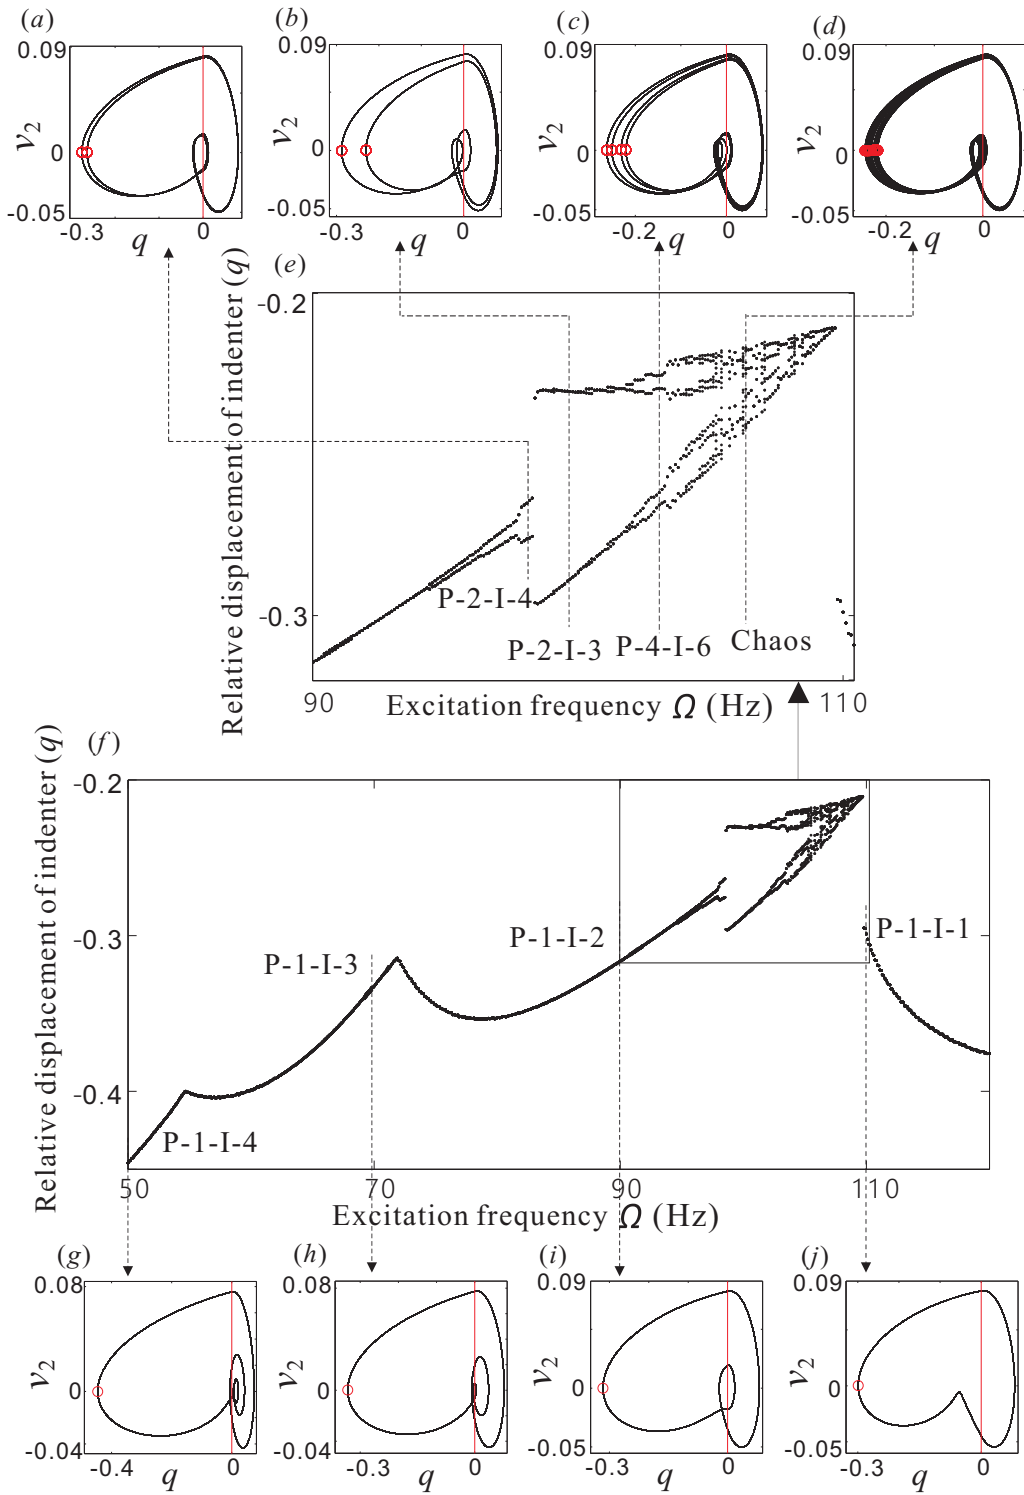 (a) (b) (c) (d)
0.09 0.09 0.09 0.09
v2 v2 v2 v2
0 0 0 0
-0.05 -0.05 -0.05 -0.05
-0.3 q 0 -0.3 q 0 -0.2 q 0 -0.2 q 0
(e)
Relative displacement of indenter (q)
-0.2
-0.3
P-2-I-4
P-2-I-3 P-4-I-6 Chaos
90 110
Excitation frequency Ω (Hz)
(f)
Relative displacement of indenter (q)
-0.2
-0.3
-0.4
P-1-I-4
P-1-I-3
P-1-I-2
P-1-I-1
50 70 90 110
Excitation frequency Ω (Hz)
(g) (h) (i) (j)
0.08 0.08 0.09 0.09
v2 v2 v2 v2
0 0 0 0
-0.04 -0.04 -0.05 -0.05
-0.4 q 0 -0.3 q 0 -0.3 q 0 -0.3 q 0